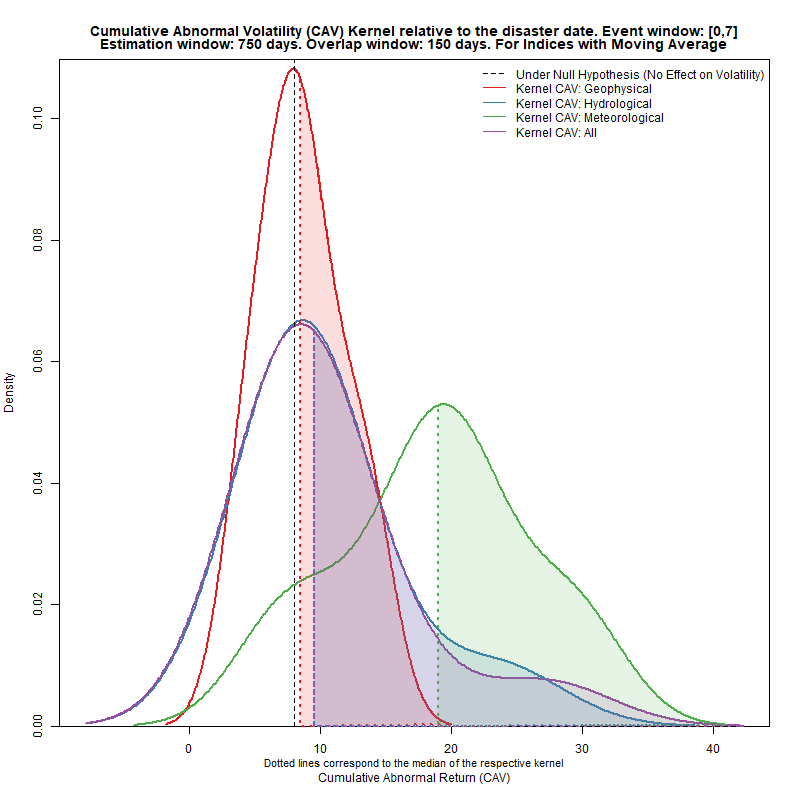 Cumulative Abnormal Volatility (CAV) Kernel relative to the disaster date. Event window: [0,7]
Estimation window: 750 days. Overlap window: 150 days. For Indices with Moving Average
Under Null Hypothesis (No Effect on Volatility)
Kernel CAV: Geophysical
Kernel CAV: Hydrological
Kernel CAV: Meteorological
Kernel CAV: All
Density
0.10
0.08
0.06
0.04
0.02
0.00
0 10 20 30 40
Dotted lines correspond to the median of the respective kernel
Cumulative Abnormal Return (CAV)